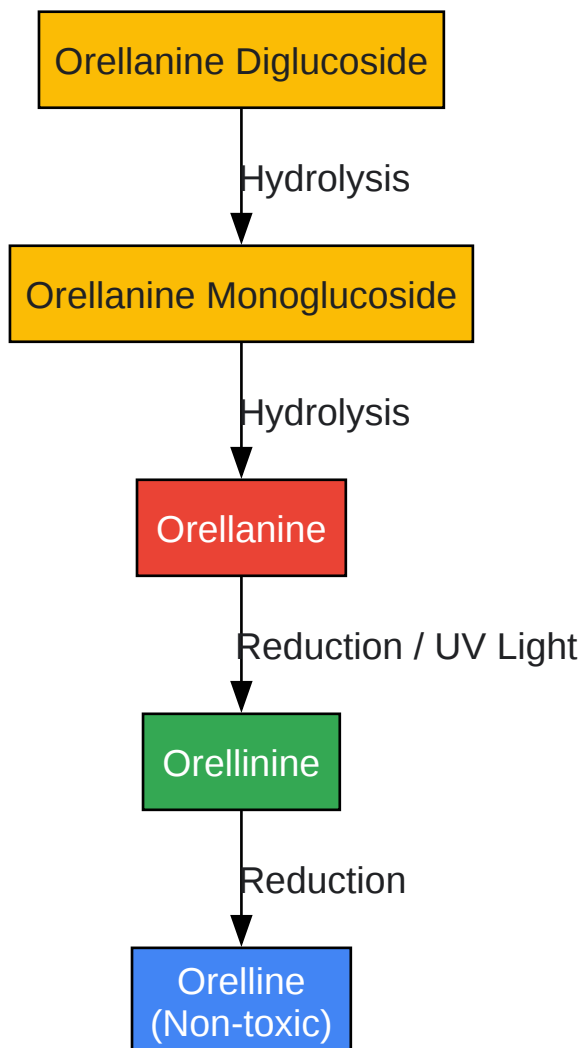 Orellanine Diglucoside
Hydrolysis
Orellanine Monoglucoside
Hydrolysis
Orellanine
Reduction / UV Light
Orellinine
Reduction
Orelline
(Non-toxic)